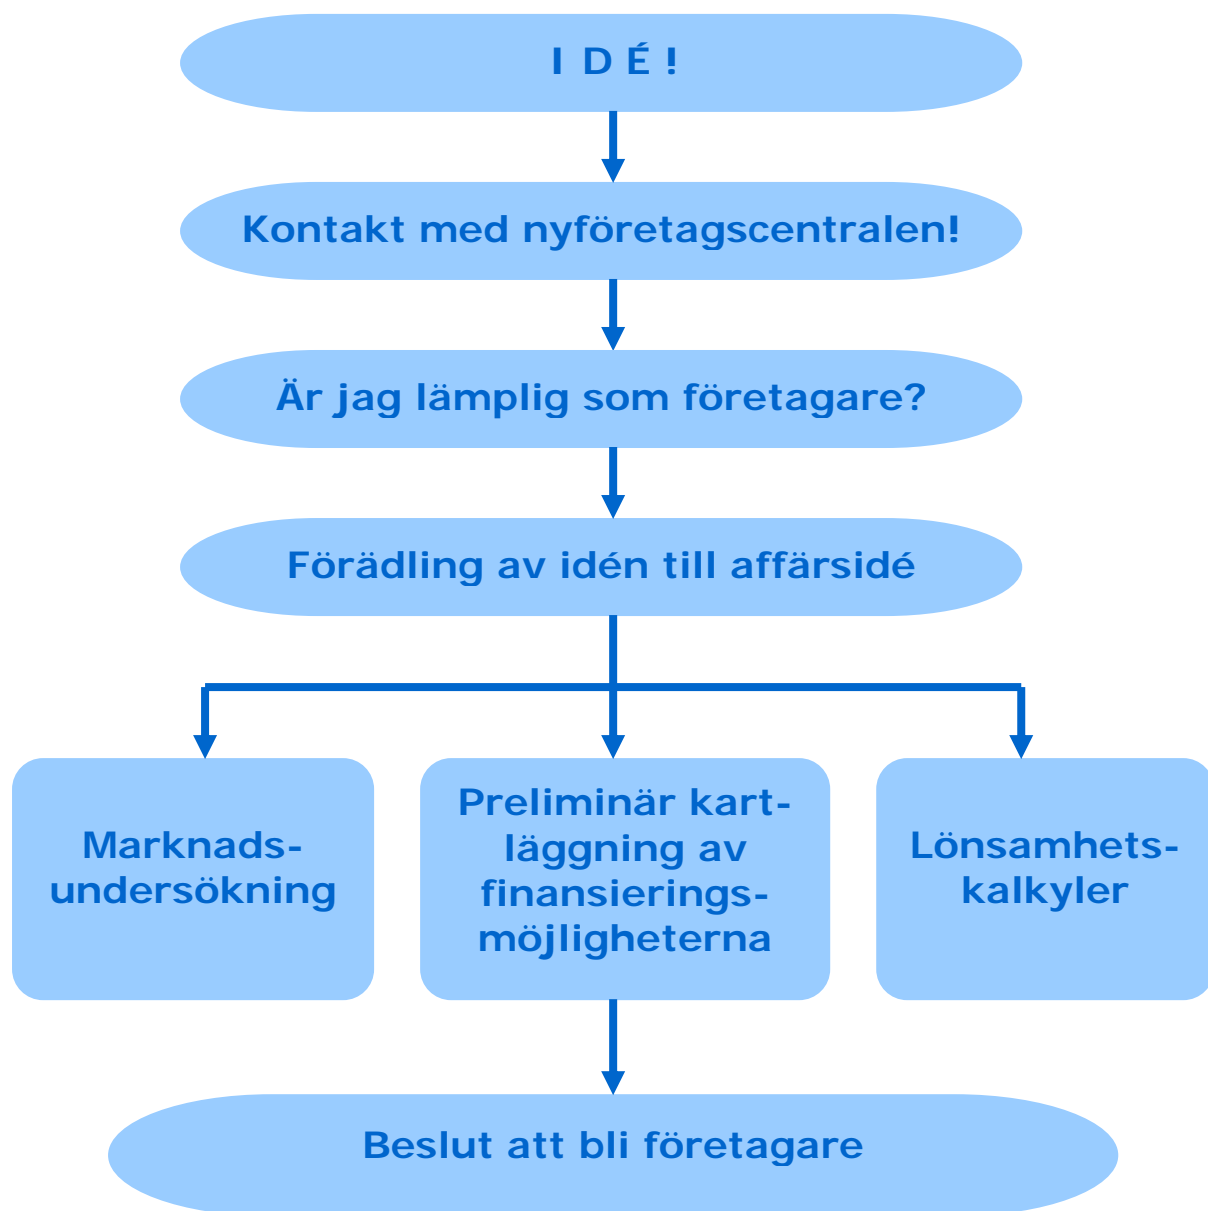 I D É !
Kontakt med nyföretagscentralen!
Är jag lämplig som företagare?
Förädling av idén till affärsidé
Marknads-
undersökning
Preliminär kart-
läggning av
finansierings-
möjligheterna
Lönsamhets-
kalkyler
Beslut att bli företagare